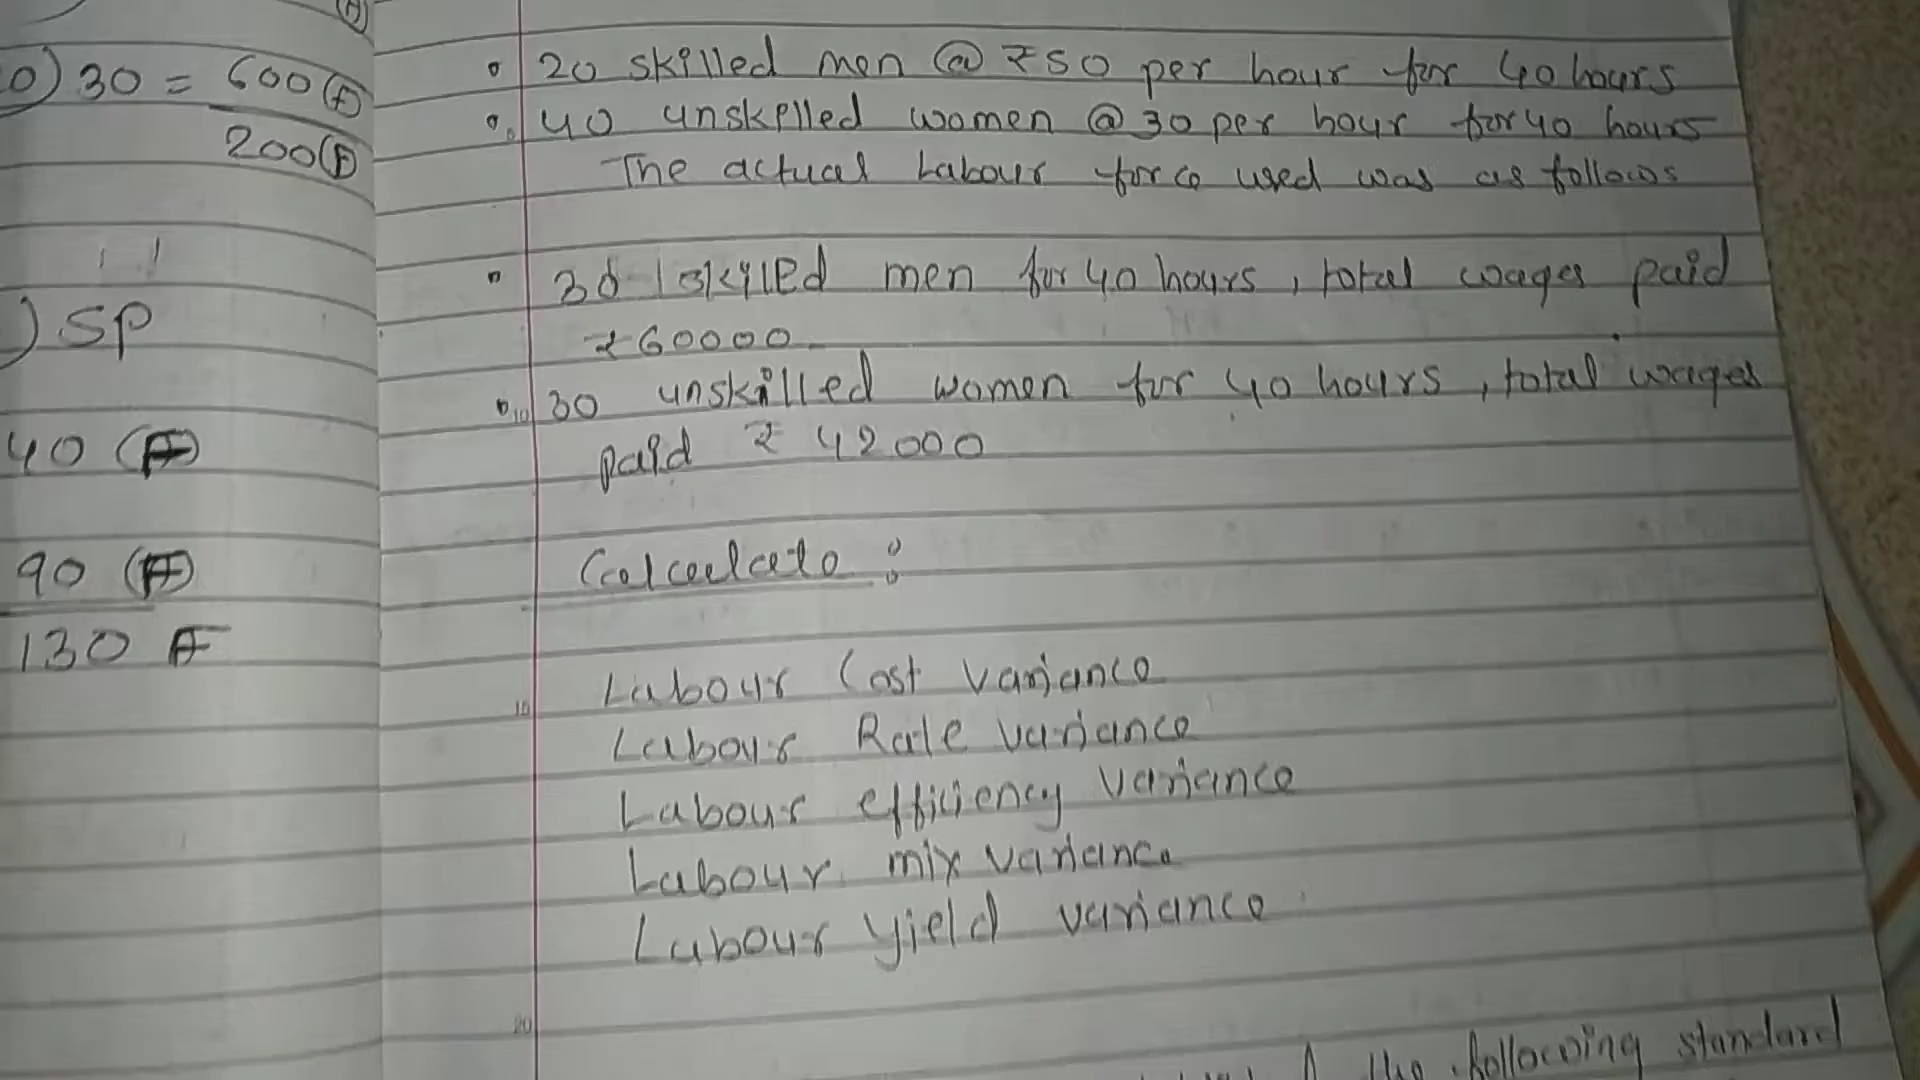 0) 30 = 600 (F)
200 (F)
) SP
40 (F)
90 (F)
130 F
20 skilled men @ ₹50 per hour for 40 hours
40 unskilled women @ 30 per hour for 40 hours
The actual Labour force used was as follows
30 skilled men for 40 hours, total wages paid
₹60000
30 unskilled women for 40 hours, total wages
paid ₹ 42000
Calculate :
Labour Cost variance
Labour Rate variance
Labour efficiency variance
Labour mix variance
Labour yield variance
the following standard